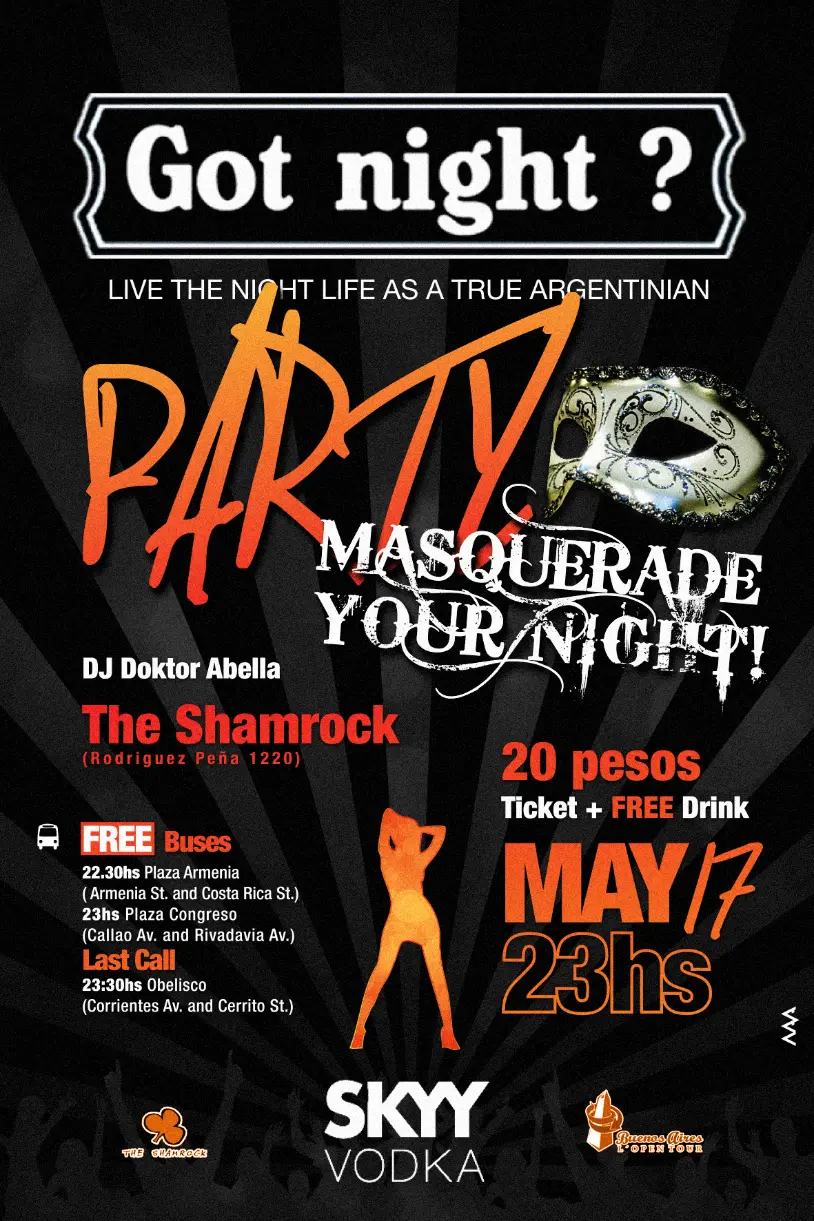 Got night ?
LIVE THE NIGHT LIFE AS A TRUE ARGENTINIAN
PARTY
MASQUERADE
YOUR NIGHT!
DJ Doktor Abella
The Shamrock
(Rodriguez Peña 1220)
20 pesos
Ticket + FREE Drink
MAY 17
23hs
FREE Buses
22.30hs Plaza Armenia
( Armenia St. and Costa Rica St.)
23hs Plaza Congreso
(Callao Av. and Rivadavia Av.)
Last Call
23:30hs Obelisco
(Corrientes Av. and Cerrito St.)
THE SHAMROCK
SKYY
VODKA
Buenos Aires
L'OPEN TOUR